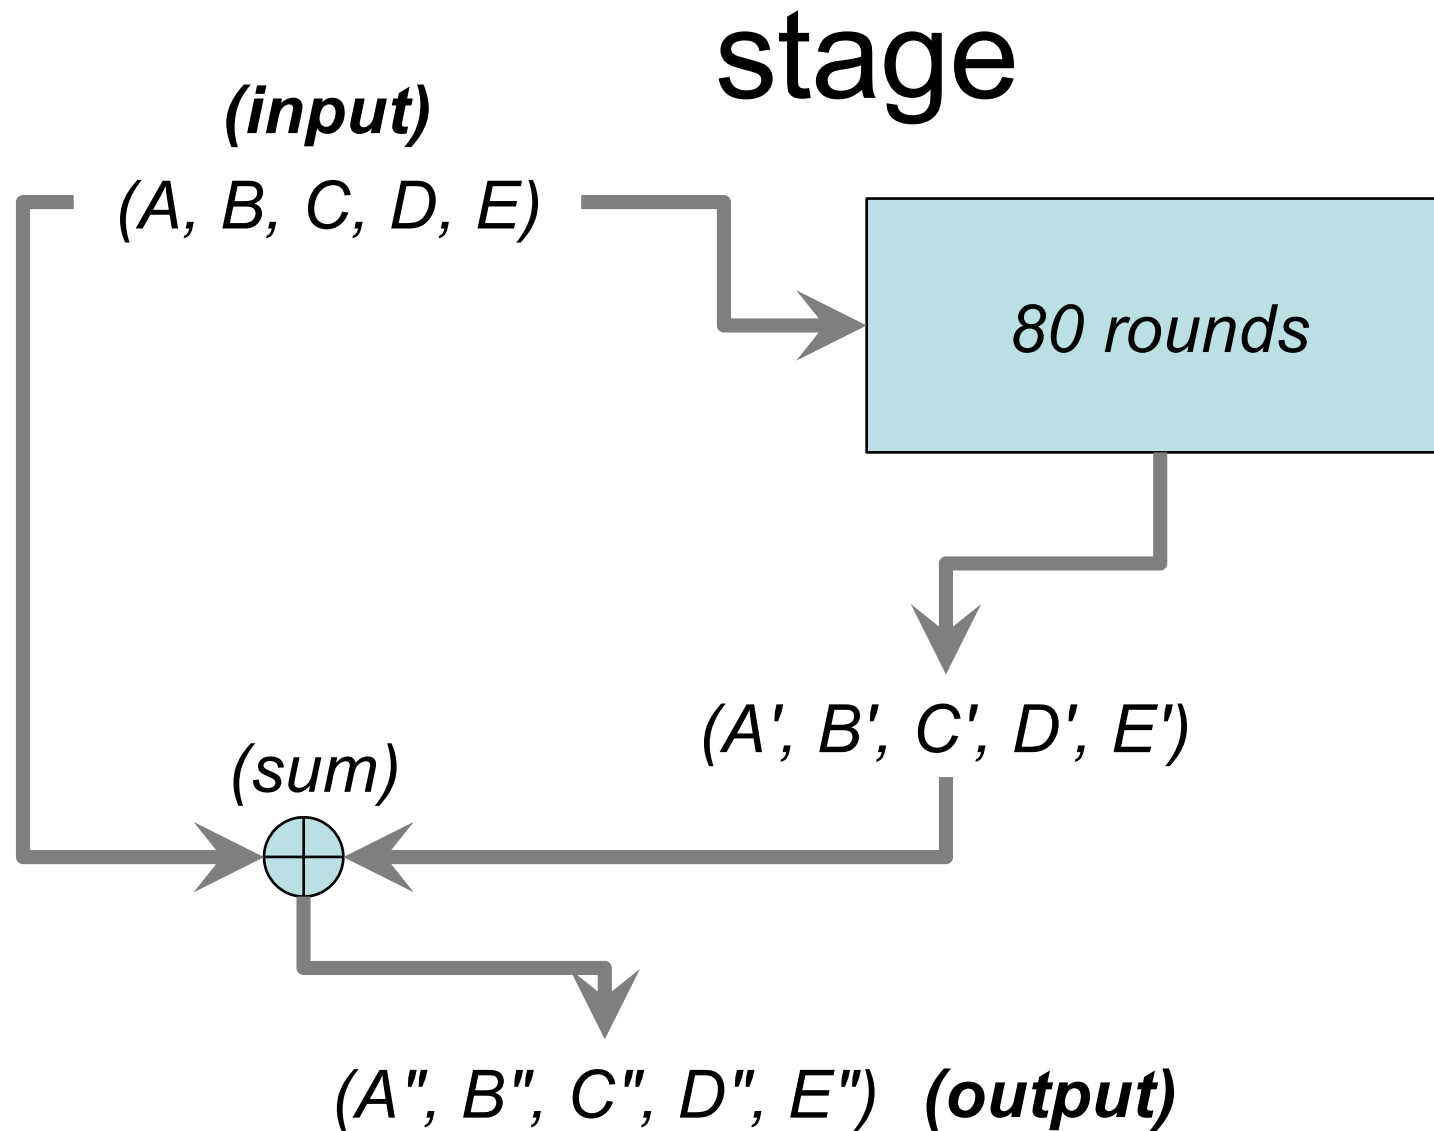 stage
(input)
(A, B, C, D, E)
80 rounds
(A', B', C', D', E')
(sum)
(A", B", C", D", E") (output)